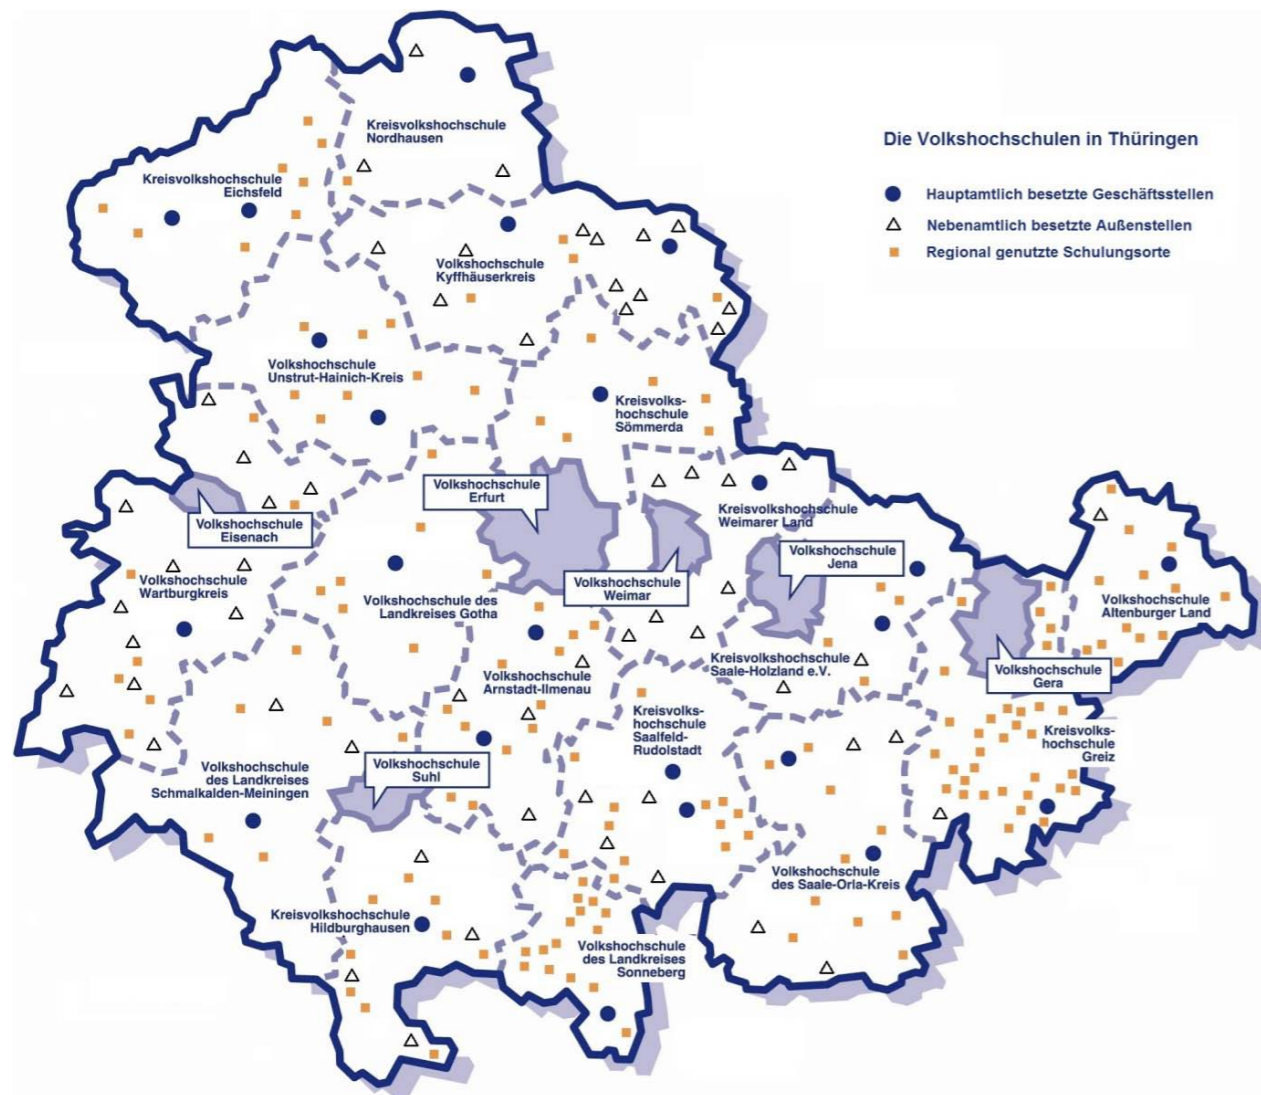 Kreisvolkshochschule
Nordhausen
Die Volkshochschulen in Thüringen
Kreisvolkshochschule
Eichsfeld
Hauptamtlich besetzte Geschäftsstellen
Nebenamtlich besetzte Außenstellen
Regional genutzte Schulungsorte
Volkshochschule
Kyffhäuserkreis
Volkshochschule
Unstrut-Hainich-Kreis
Kreisvolks-
hochschule
Sömmerda
Volkshochschule
Erfurt
Kreisvolkshochschule
Weimarer Land
Volkshochschule
Eisenach
Volkshochschule
Jena
Volkshochschule
Weimar
Volkshochschule
Wartburgkreis
Volkshochschule des
Landkreises Gotha
Volkshochschule
Altenburger Land
Kreisvolkshochschule
Saale-Holzland e.V.
Volkshochschule
Gera
Volkshochschule
Arnstadt-Ilmenau
Kreisvolks-
hochschule
Saalfeld-
Rudolstadt
Kreisvolks-
hochschule
Greiz
Volkshochschule
Suhl
Volkshochschule
des Landkreises
Schmalkalden-Meiningen
Volkshochschule
des Saale-Orla-Kreis
Kreisvolkshochschule
Hildburghausen
Volkshochschule
des Landkreises
Sonneberg